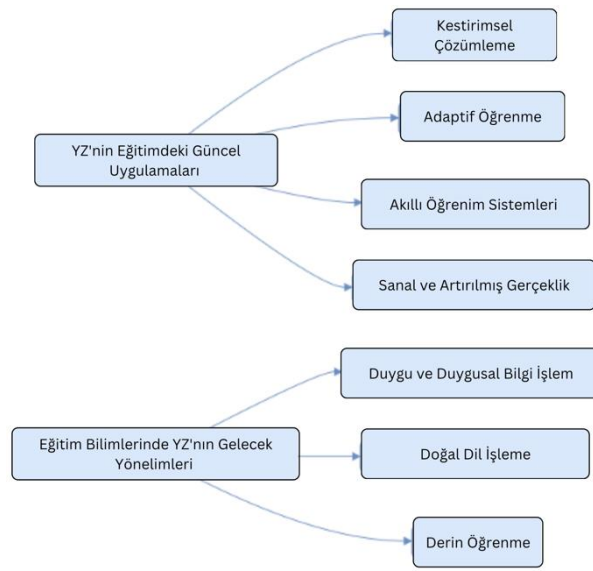 Kestirimsel
Çözümleme
Adaptif Öğrenme
YZ'nin Eğitimdeki Güncel
Uygulamaları
Akıllı Öğrenim Sistemleri
Sanal ve Artırılmış Gerçeklik
Duygu ve Duygusal Bilgi İşlem
Eğitim Bilimlerinde YZ'nın Gelecek
Yönelimleri
Doğal Dil İşleme
Derin Öğrenme